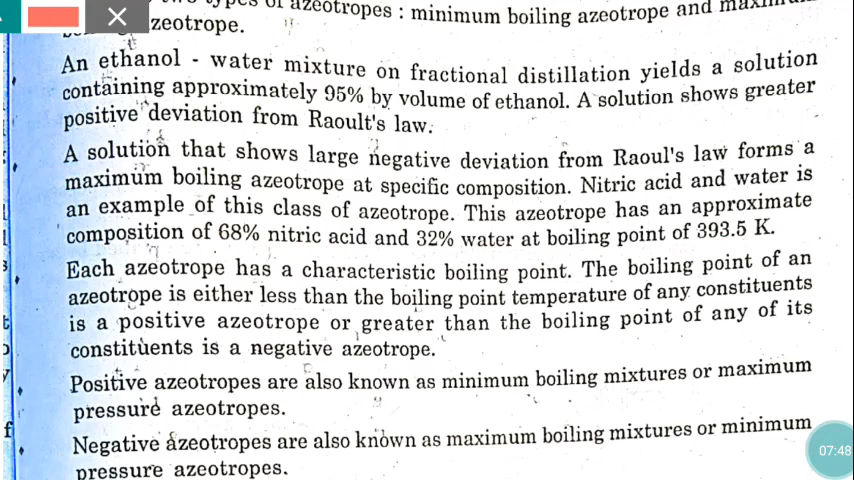 types of azeotropes : minimum boiling azeotrope and
zeotrope.
An ethanol - water mixture on fractional distillation yields a solution
containing approximately 95% by volume of ethanol. A solution shows greater
positive deviation from Raoult's law.
A solution that shows large negative deviation from Raoul's law forms a
maximum boiling azeotrope at specific composition. Nitric acid and water is
an example of this class of azeotrope. This azeotrope has an approximate
composition of 68% nitric acid and 32% water at boiling point of 393.5 K.
Each azeotrope has a characteristic boiling point. The boiling point of an
azeotrope is either less than the boiling point temperature of any constituents
is a positive azeotrope or greater than the boiling point of any of its
constituents is a negative azeotrope.
Positive azeotropes are also known as minimum boiling mixtures or maximum
pressure azeotropes.
Negative azeotropes are also known as maximum boiling mixtures or minimum
pressure azeotropes.
07:48